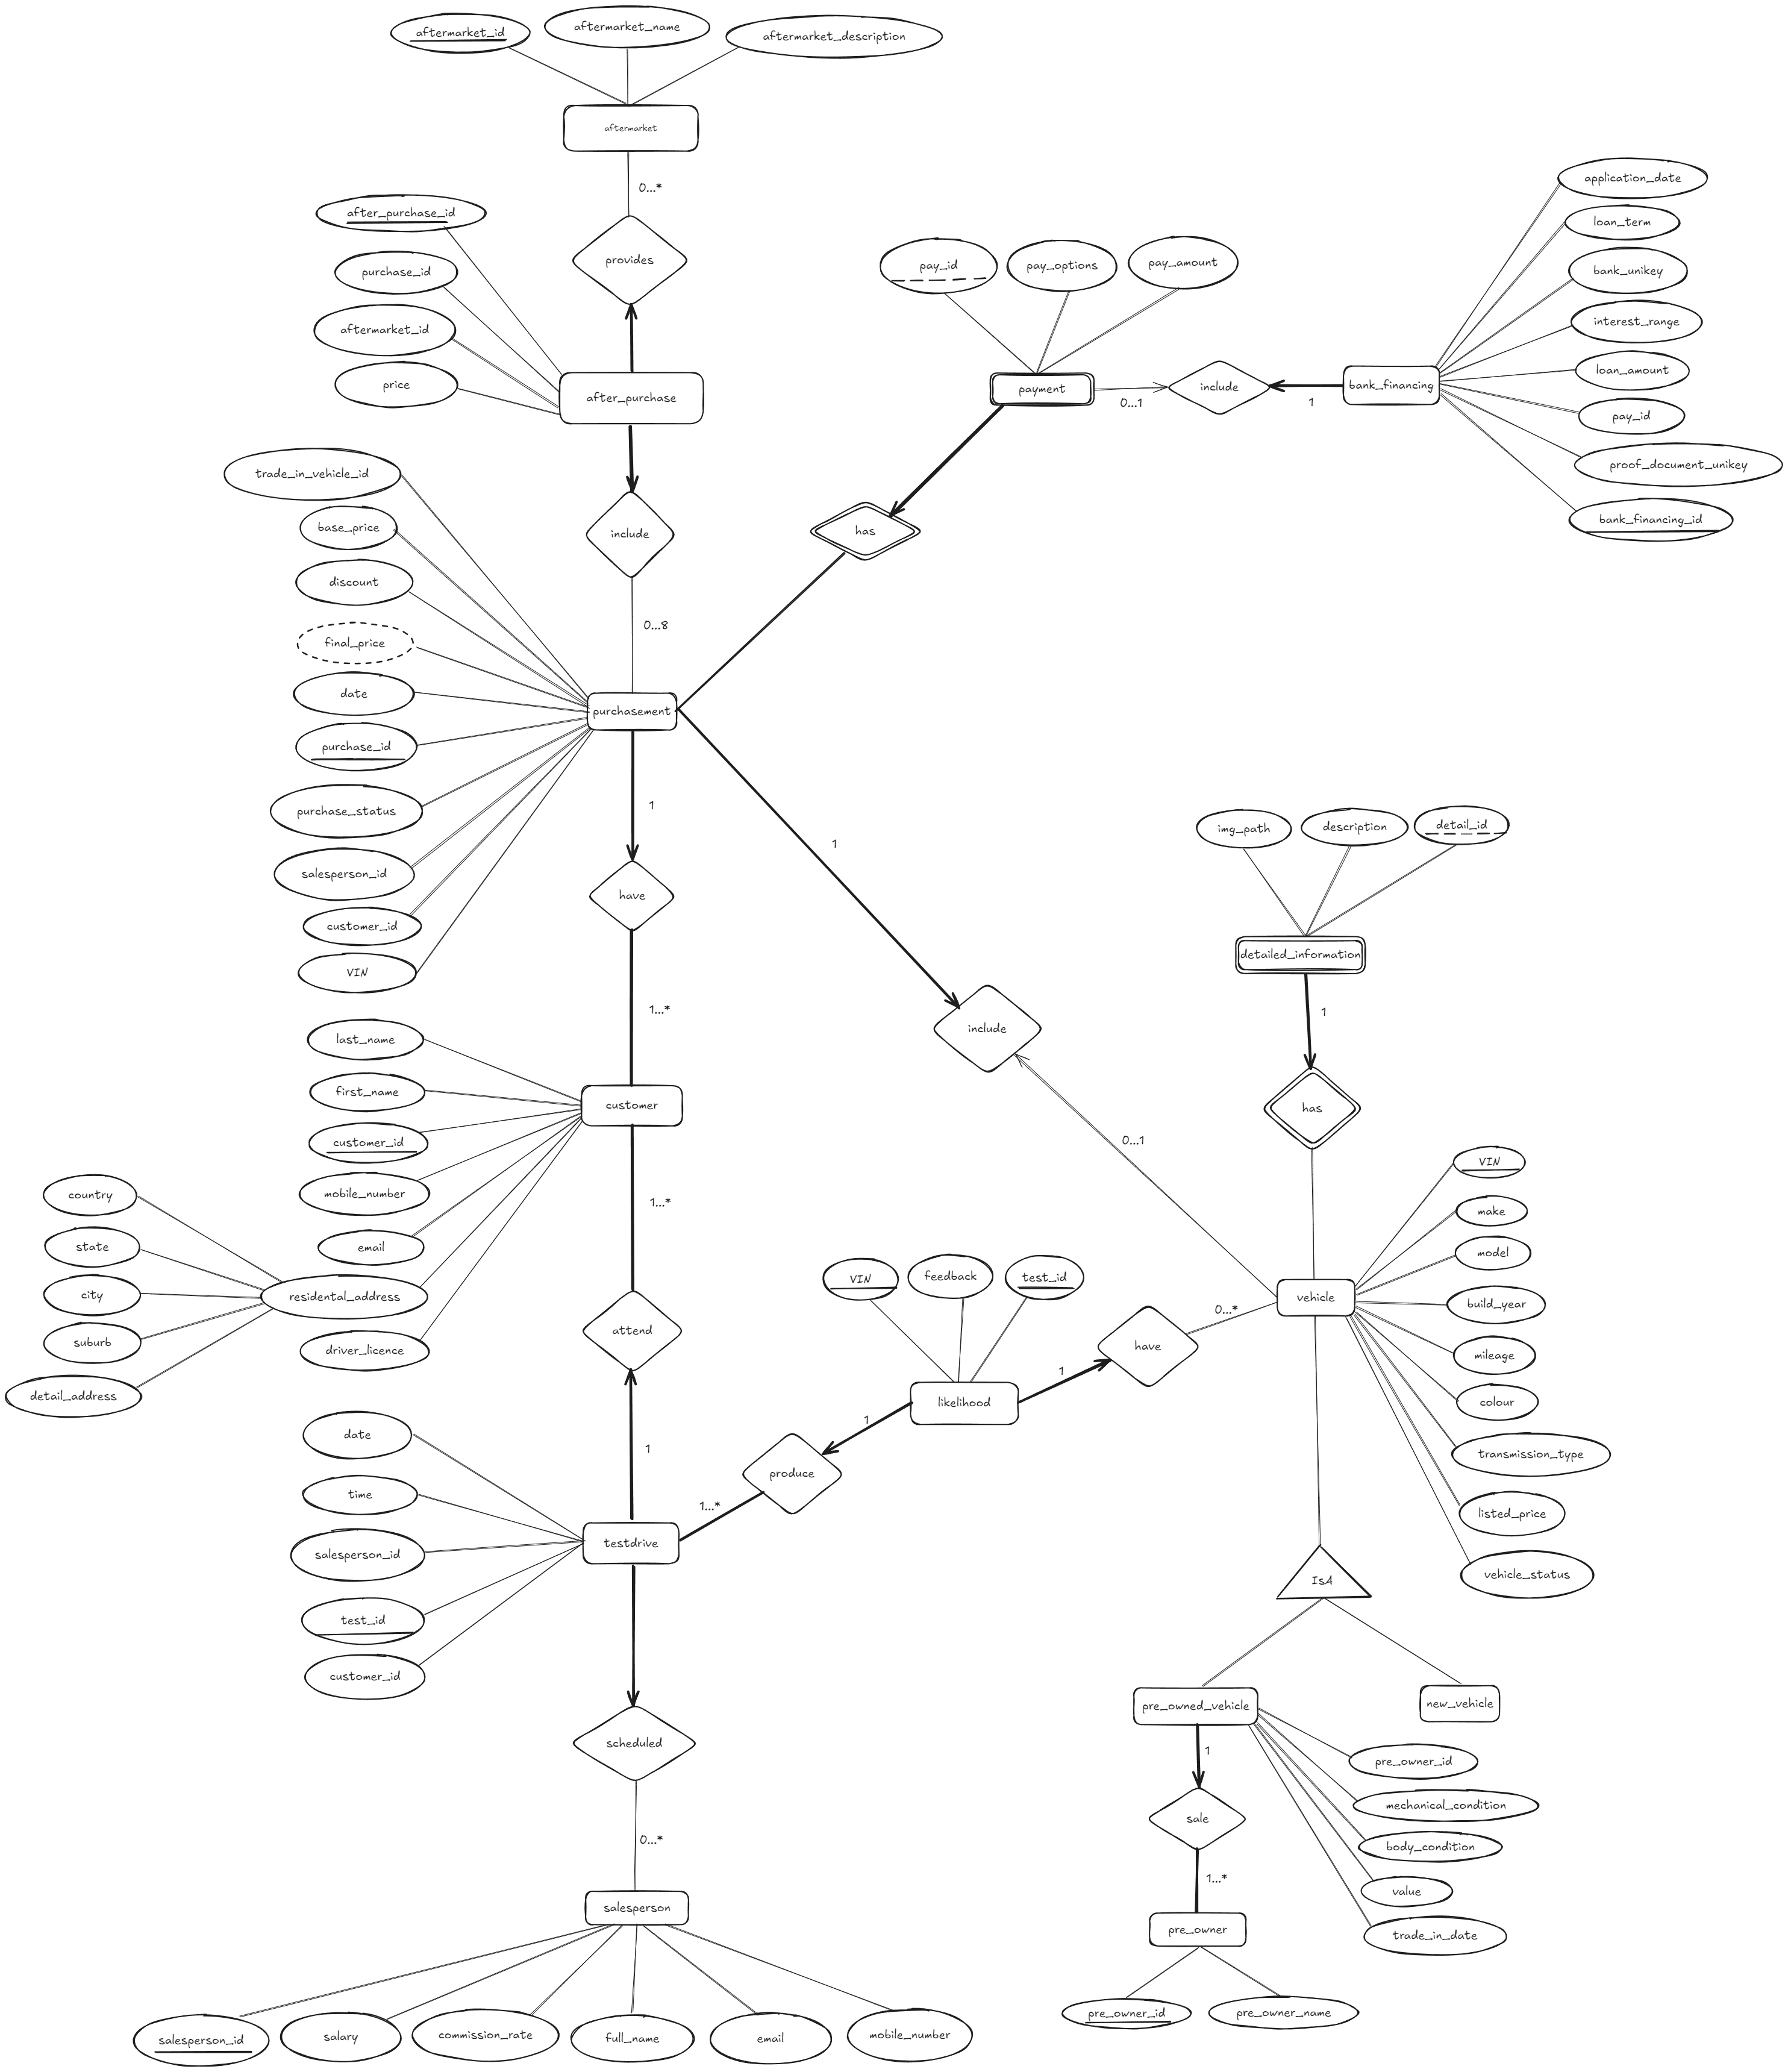 aftermarket_id
aftermarket_name
aftermarket_description
aftermarket
0...*
provides
after_purchase_id
purchase_id
aftermarket_id
price
after_purchase
include
0...8
pay_id
pay_options
pay_amount
payment
0...1
include
1
bank_financing
application_date
loan_term
bank_unikey
interest_range
loan_amount
pay_id
proof_document_unikey
bank_financing_id
has
trade_in_vehicle_id
base_price
discount
final_price
date
purchase_id
purchase_status
salesperson_id
customer_id
VIN
purchasement
1
have
1...*
1
include
0...1
img_path
description
detail_id
detailed_information
1
has
last_name
first_name
customer_id
mobile_number
email
residental_address
driver_licence
customer
country
state
city
suburb
detail_address
1...*
attend
1
VIN
feedback
test_id
likelihood
1
have
0...*
1
produce
1...*
vehicle
VIN
make
model
build_year
mileage
colour
transmission_type
listed_price
vehicle_status
date
time
salesperson_id
test_id
customer_id
testdrive
scheduled
0...*
IsA
pre_owned_vehicle
new_vehicle
1
sale
1...*
pre_owner_id
mechanical_condition
body_condition
value
trade_in_date
pre_owner
pre_owner_id
pre_owner_name
salesperson
salesperson_id
salary
commission_rate
full_name
email
mobile_number